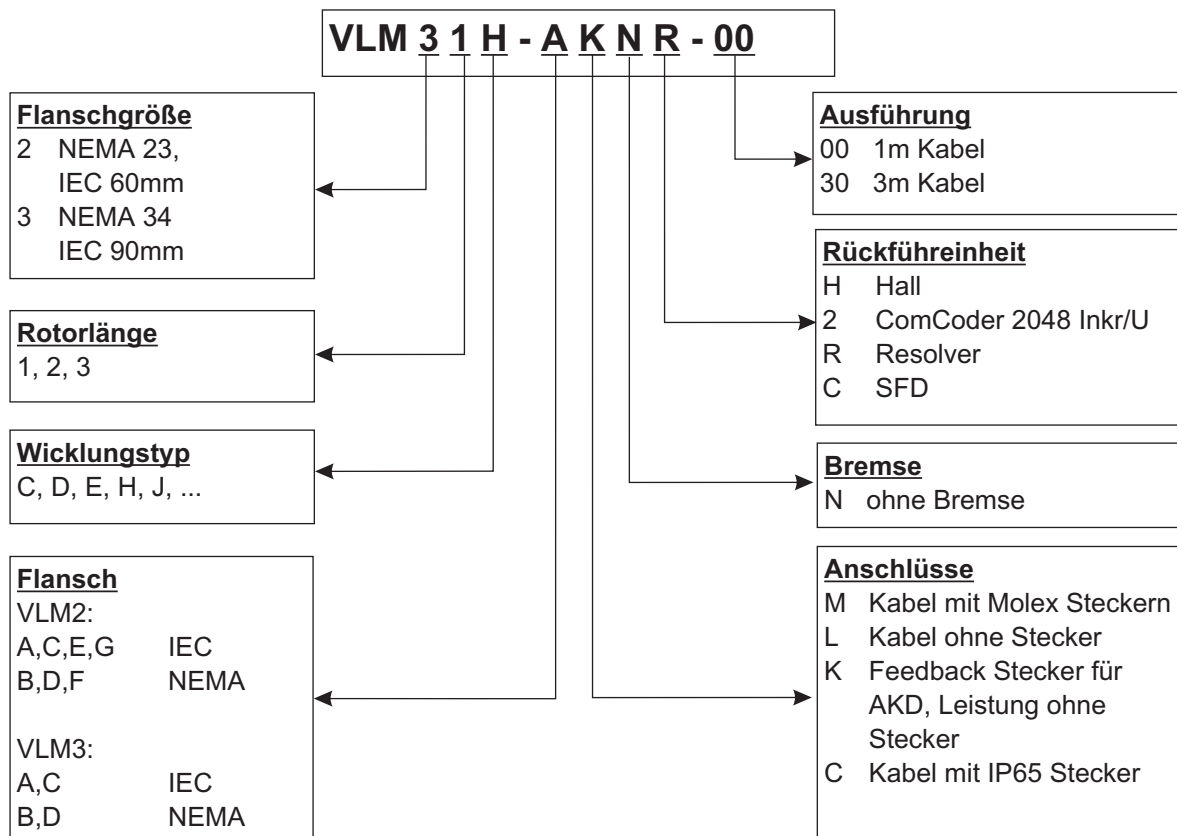 VLM 3 1 H - A K N R - 00
Flanschgröße
2 NEMA 23,
IEC 60mm
3 NEMA 34
IEC 90mm
Rotorlänge
1, 2, 3
Wicklungstyp
C, D, E, H, J, ...
Flansch
VLM2:
A,C,E,G IEC
B,D,F NEMA
VLM3:
A,C IEC
B,D NEMA
Ausführung
00 1m Kabel
30 3m Kabel
Rückführeinheit
H Hall
2 ComCoder 2048 Inkr/U
R Resolver
C SFD
Bremse
N ohne Bremse
Anschlüsse
M Kabel mit Molex Steckern
L Kabel ohne Stecker
K Feedback Stecker für
AKD, Leistung ohne
Stecker
C Kabel mit IP65 Stecker